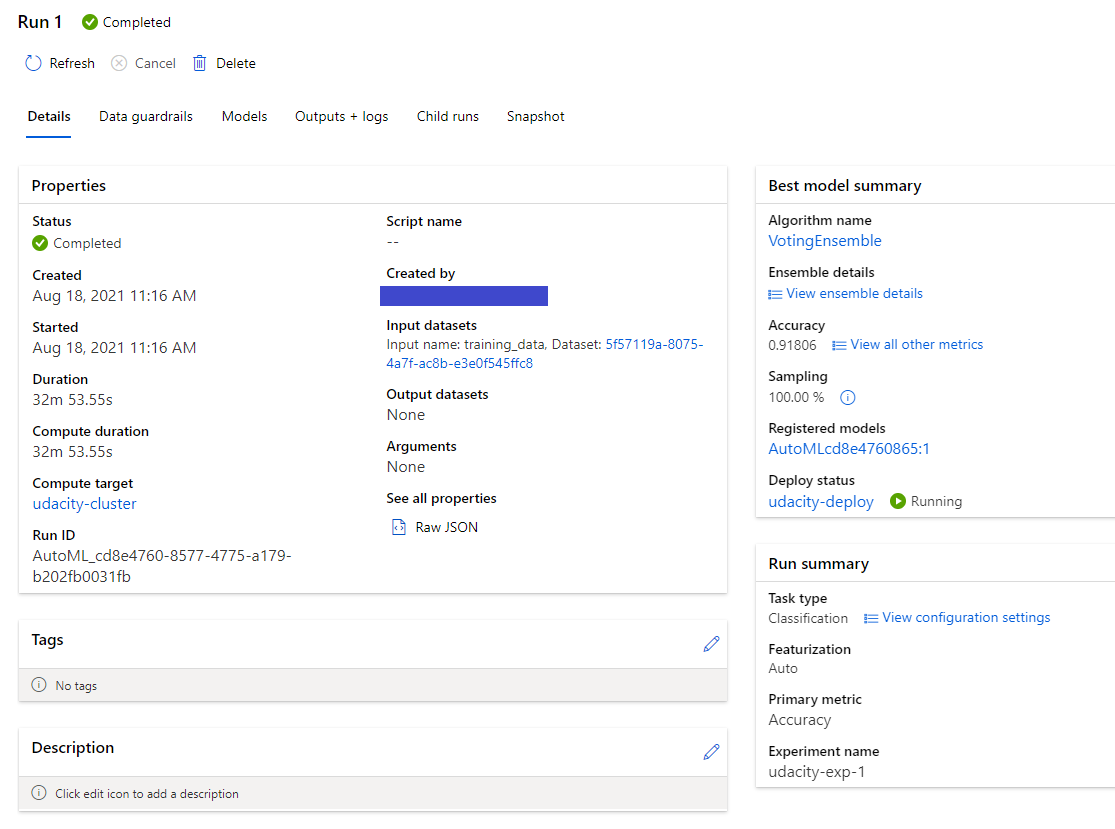 Run 1 Completed
Refresh Cancel Delete
Details Data guardrails Models Outputs + logs Child runs Snapshot
Properties
Status
Completed
Created
Aug 18, 2021 11:16 AM
Started
Aug 18, 2021 11:16 AM
Duration
32m 53.55s
Compute duration
32m 53.55s
Compute target
udacity-cluster
Run ID
AutoML_cd8e4760-8577-4775-a179-
b202fb0031fb
Script name
--
Created by
Input datasets
Input name: training_data, Dataset: 5f57119a-8075-
4a7f-ac8b-e3e0f545ffc8
Output datasets
None
Arguments
None
See all properties
Raw JSON
Tags
No tags
Description
Click edit icon to add a description
Best model summary
Algorithm name
VotingEnsemble
Ensemble details
View ensemble details
Accuracy
0.91806 View all other metrics
Sampling
100.00 %
Registered models
AutoMLcd8e4760865:1
Deploy status
udacity-deploy Running
Run summary
Task type
Classification View configuration settings
Featurization
Auto
Primary metric
Accuracy
Experiment name
udacity-exp-1